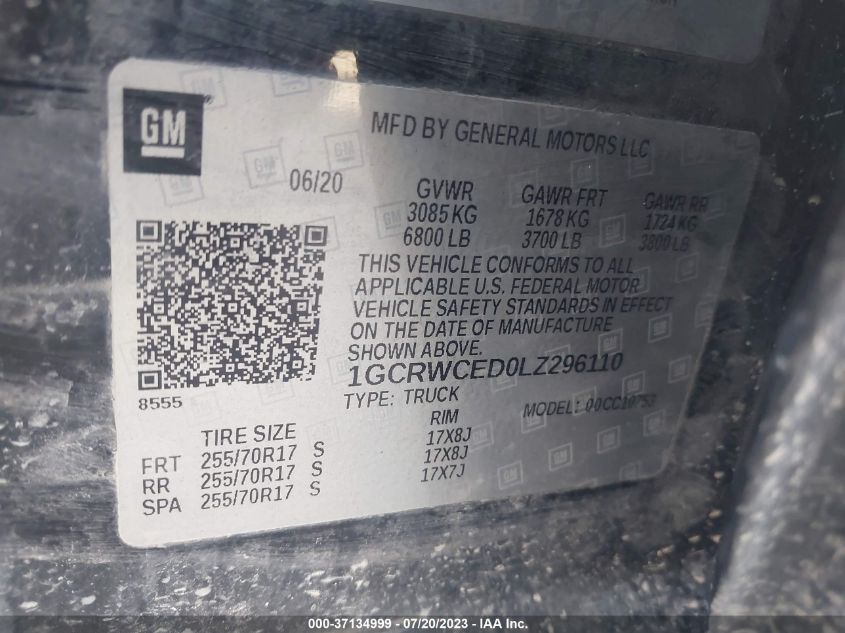 GM
MFD BY GENERAL MOTORS LLC
06/20
GVWR GAWR FRT GAWR RR
3085 KG 1678 KG 1724 KG
6800 LB 3700 LB 3800 LB
THIS VEHICLE CONFORMS TO ALL
APPLICABLE U.S. FEDERAL MOTOR
VEHICLE SAFETY STANDARDS IN EFFECT
ON THE DATE OF MANUFACTURE
SHOWN ABOVE.
1GCRWCED0LZ296110
8555
TYPE: TRUCK MODEL: 00CC10753
TIRE SIZE RIM
FRT 255/70R17 S 17X8J
RR 255/70R17 S 17X8J
SPA 255/70R17 S 17X7J
000-37134999 - 07/20/2023 - IAA Inc.